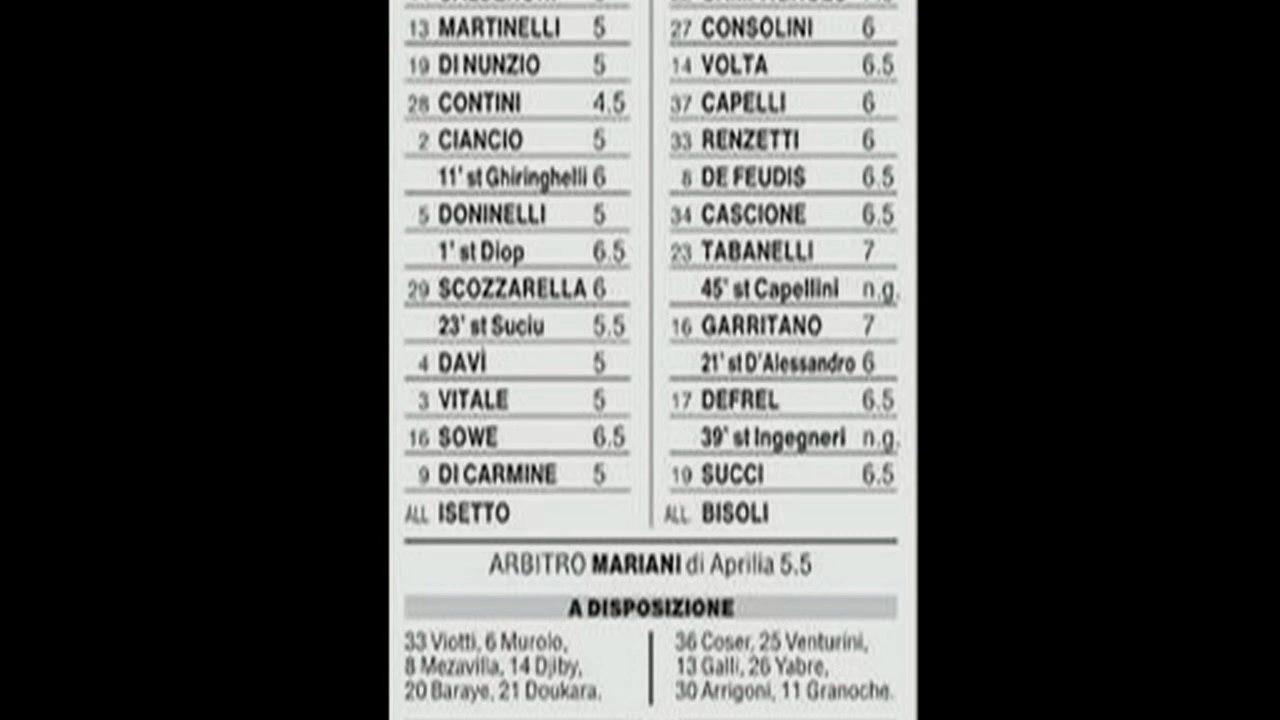 13 MARTINELLI 5
19 DI NUNZIO 5
28 CONTINI 4.5
2 CIANCIO 5
11' st Ghiringhelli 6
5 DONINELLI 5
1' st Diop 6.5
29 SCOZZARELLA 6
23' st Suciu 5.5
4 DAVÌ 5
3 VITALE 5
16 SOWE 6.5
9 DI CARMINE 5
ALL ISETTO
27 CONSOLINI 6
14 VOLTA 6.5
37 CAPELLI 6
33 RENZETTI 6
8 DE FEUDIS 6.5
34 CASCIONE 6.5
23 TABANELLI 7
45' st Capellini n.g.
16 GARRITANO 7
21' st D'Alessandro 6
17 DEFREL 6.5
39' st Ingegneri n.g.
19 SUCCI 6.5
ALL BISOLI
ARBITRO MARIANI di Aprilia 5.5
A DISPOSIZIONE
33 Viotti, 6 Murolo,
8 Mezavilla, 14 Djiby,
20 Baraye, 21 Doukara.
36 Coser, 25 Venturini,
13 Galli, 26 Yabre,
30 Arrigoni, 11 Granoche.